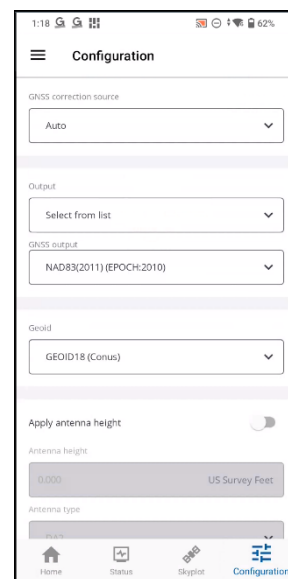 1:18 G G 62%
Configuration
GNSS correction source
Auto
Output
Select from list
GNSS output
NAD83(2011) (EPOCH:2010)
Geoid
GEOID18 (Conus)
Apply antenna height
Antenna height
0.000 US Survey Feet
Antenna type
DA2
Home Status Skyplot Configuration